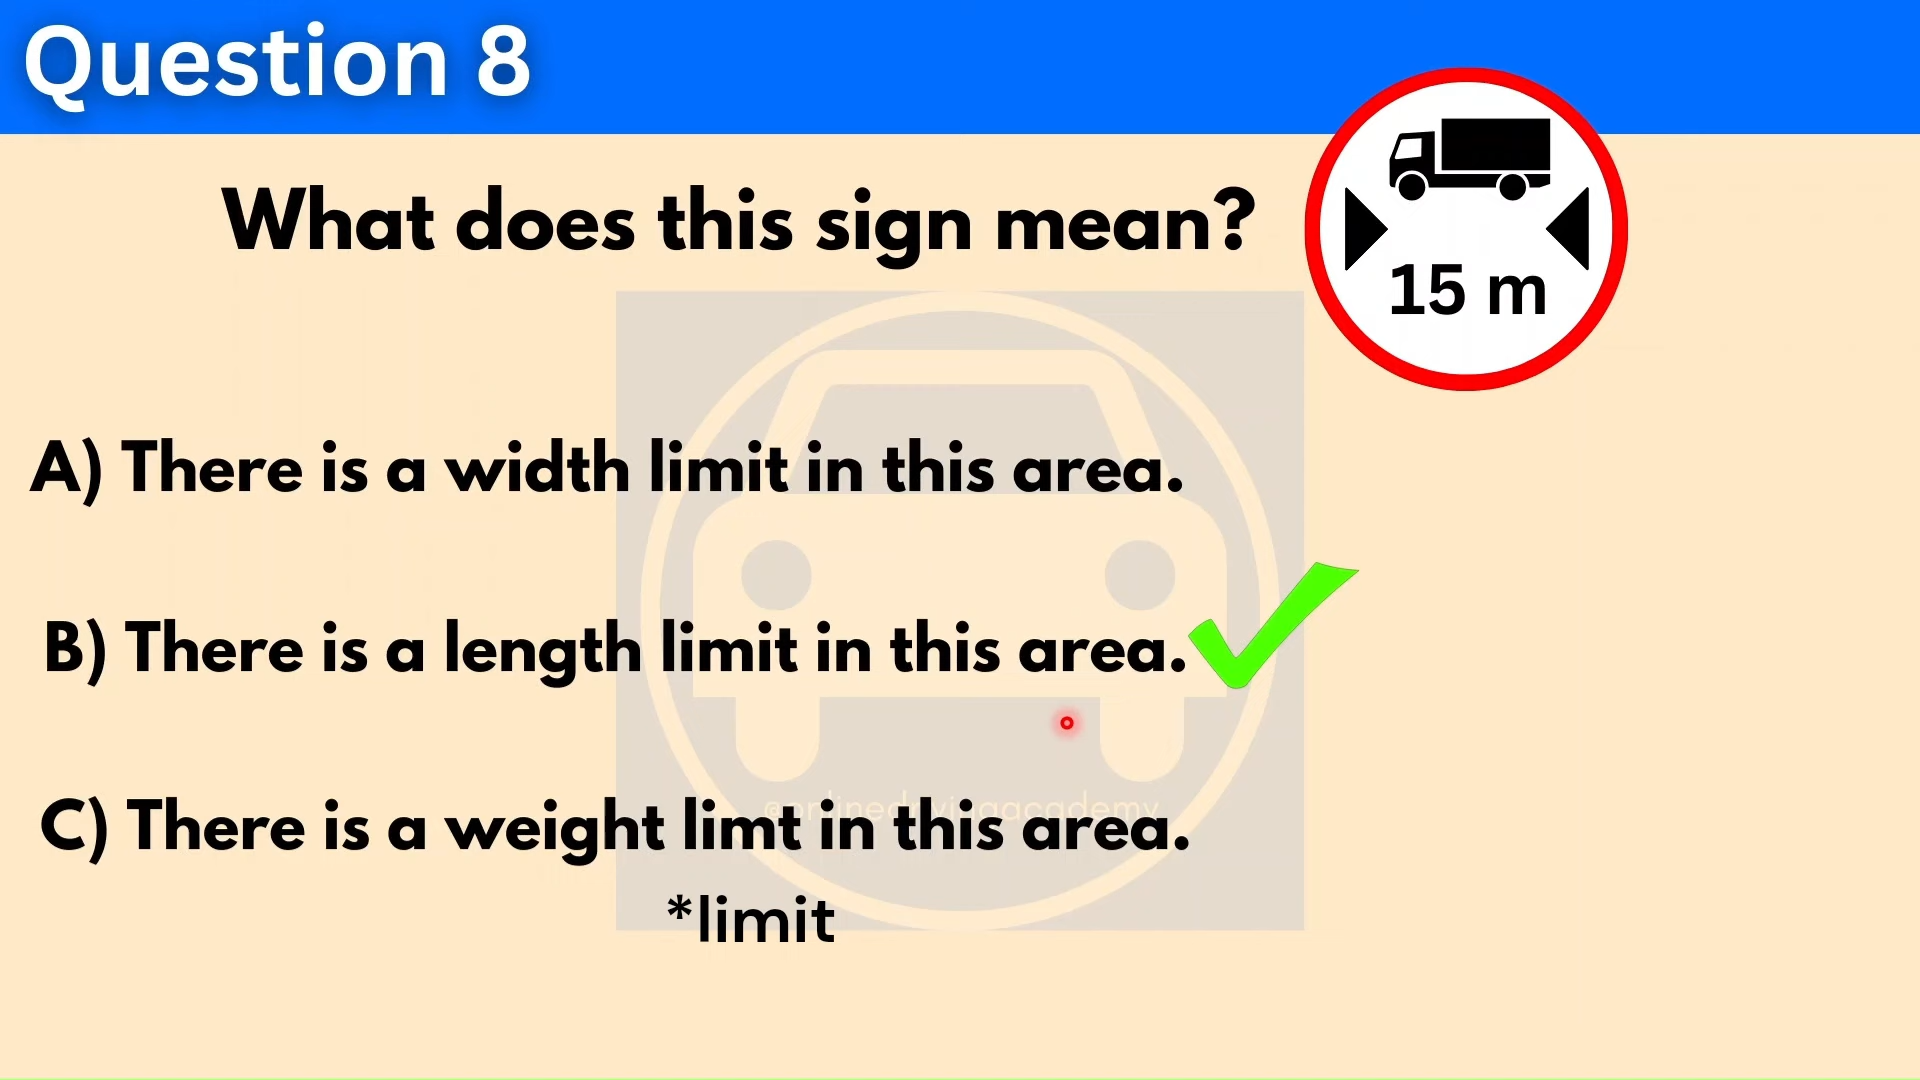 Question 8
What does this sign mean?
15 m
A) There is a width limit in this area.
B) There is a length limit in this area.
C) There is a weight limt in this area.
@onlinedrivingacademy
*limit